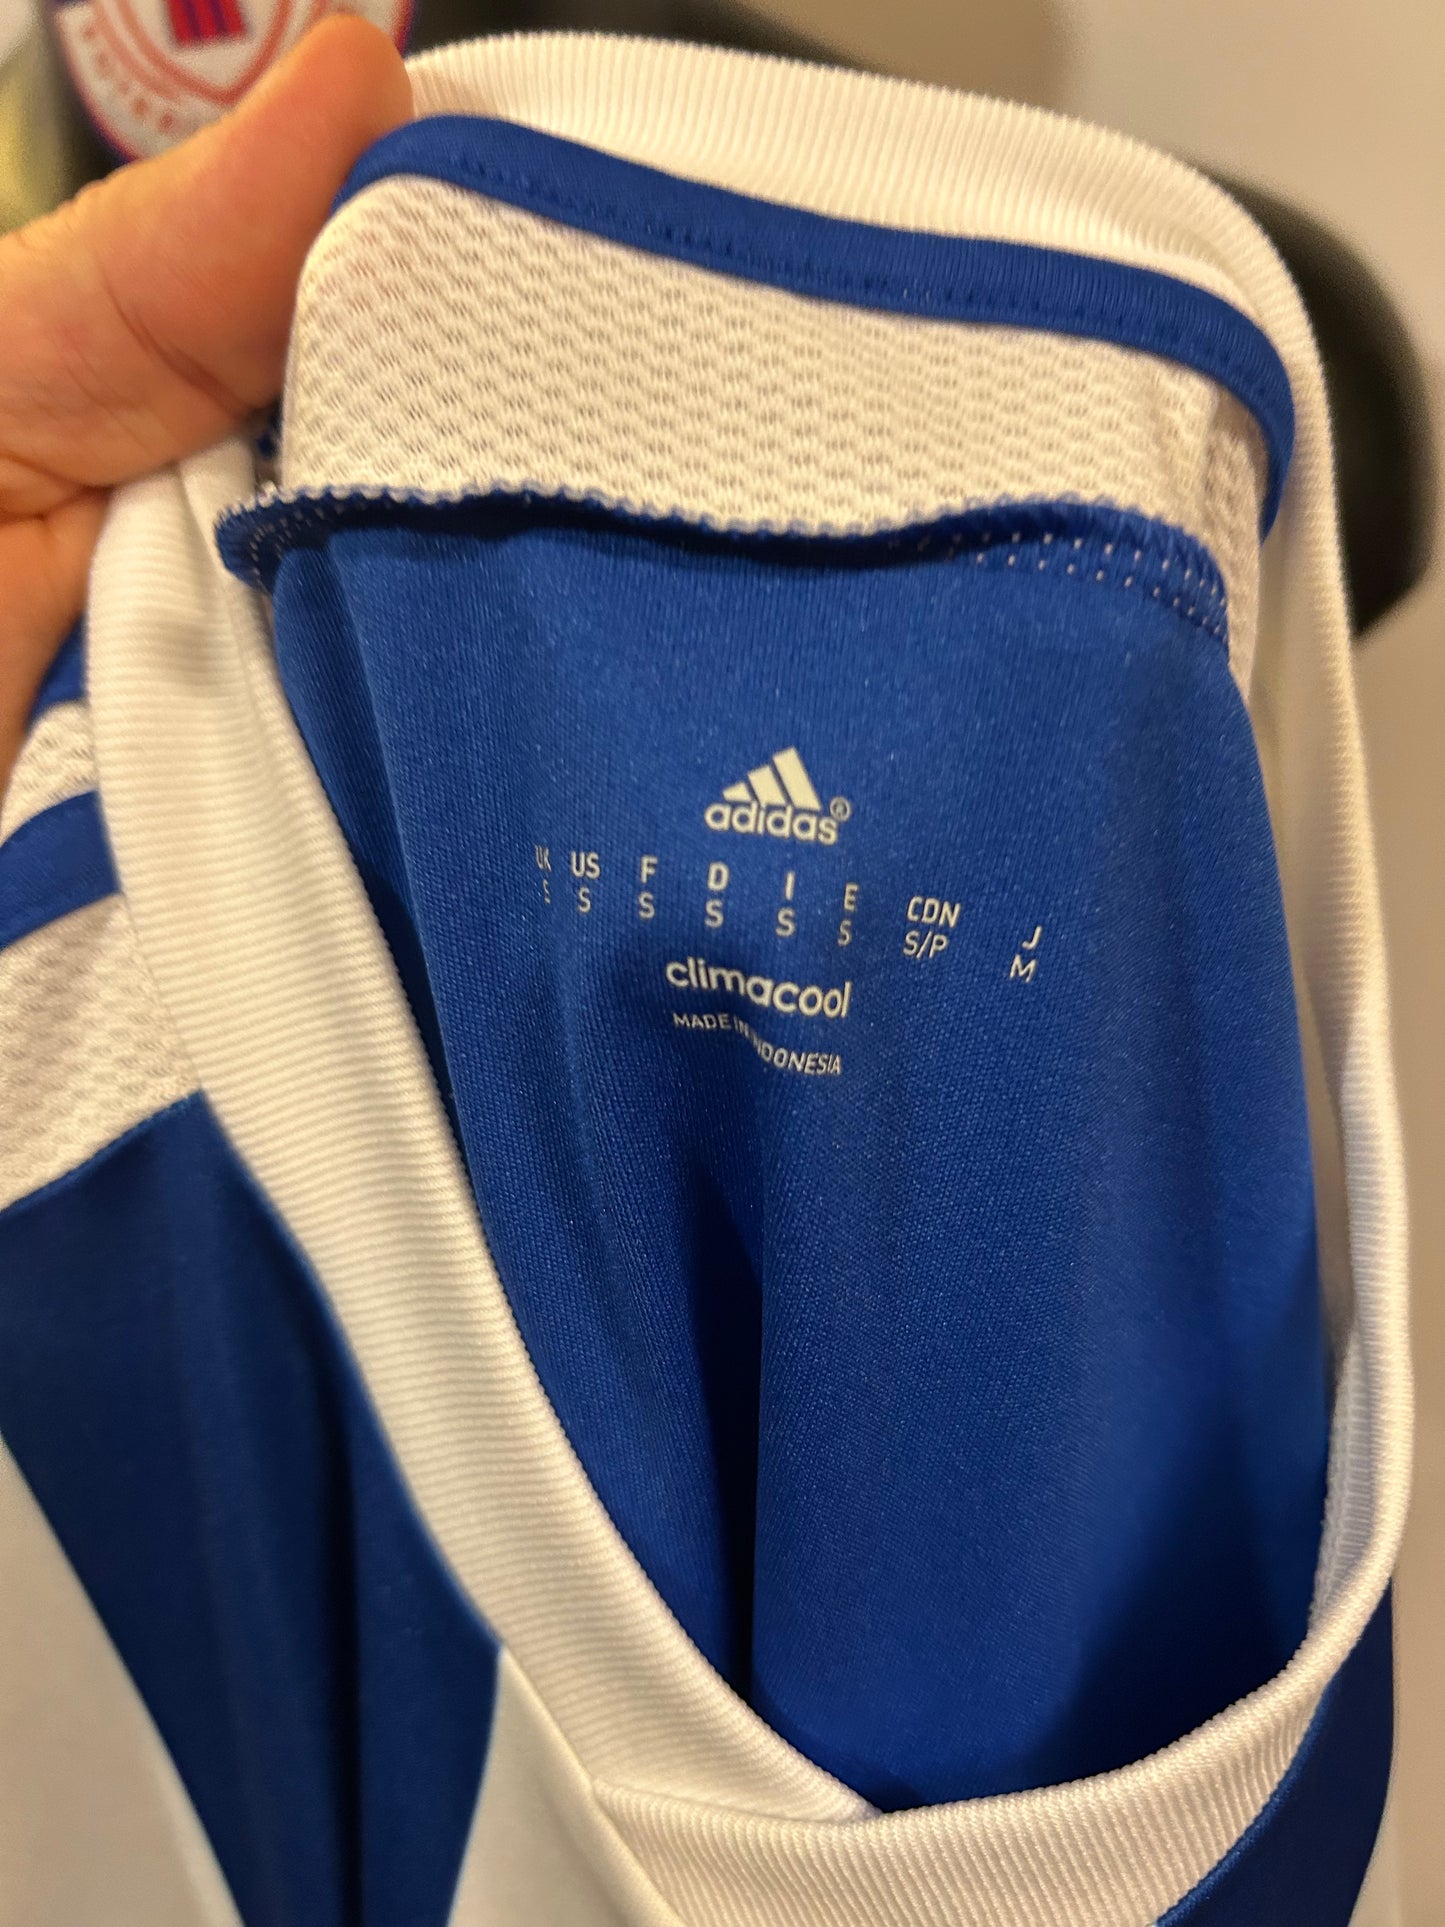 adidas®
UK US F D I E CDN J
S S S S S S S/P M
climacool
MADE IN INDONESIA